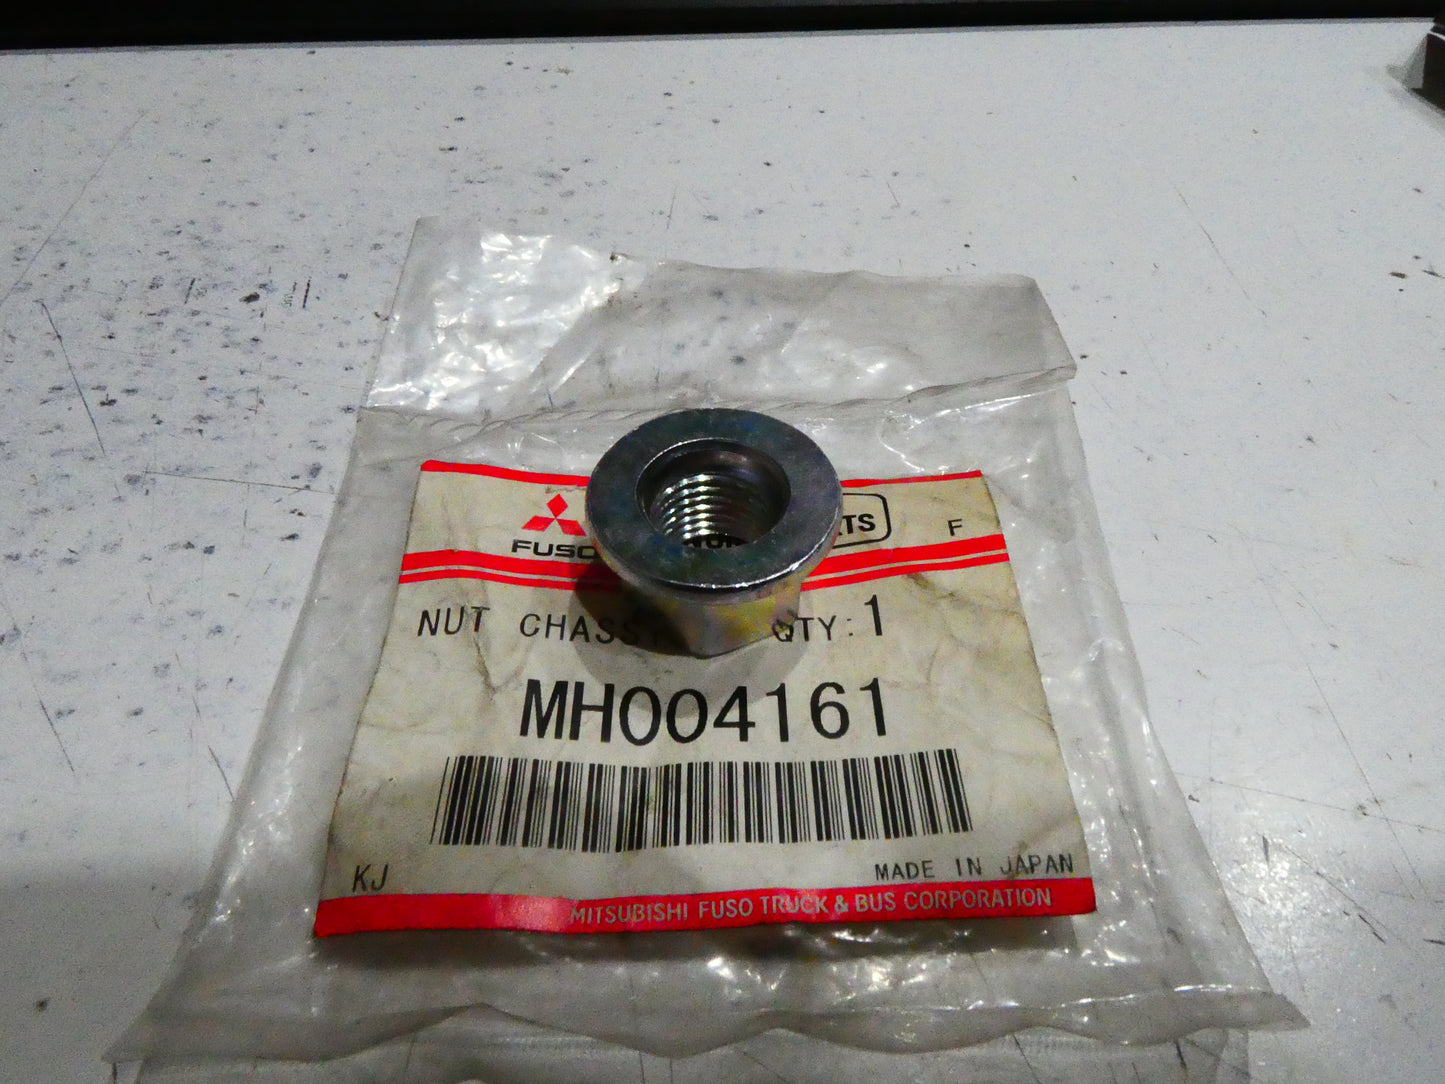 FUSO
F
NUT CHASS QTY: 1
MH004161
KJ
MADE IN JAPAN
MITSUBISHI FUSO TRUCK & BUS CORPORATION